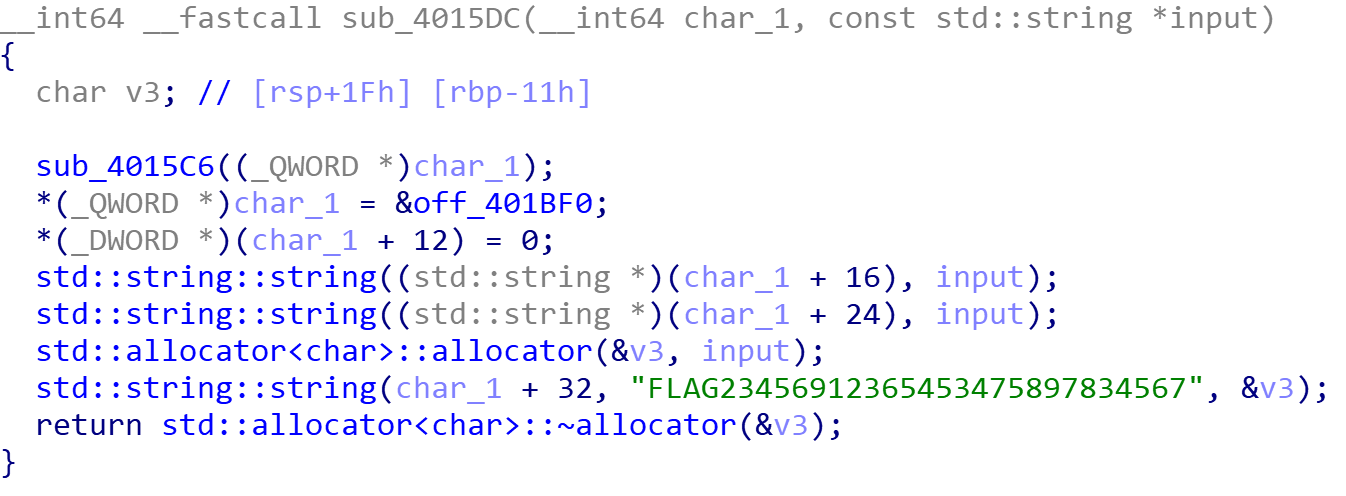 __int64 __fastcall sub_4015DC(__int64 char_1, const std::string *input)
{
char v3; // [rsp+1Fh] [rbp-11h]
sub_4015C6((_QWORD *)char_1);
*(_QWORD *)char_1 = &off_401BF0;
*(_DWORD *)(char_1 + 12) = 0;
std::string::string((std::string *)(char_1 + 16), input);
std::string::string((std::string *)(char_1 + 24), input);
std::allocator<char>::allocator(&v3, input);
std::string::string(char_1 + 32, "FLAG23456912365453475897834567", &v3);
return std::allocator<char>::~allocator(&v3);
}